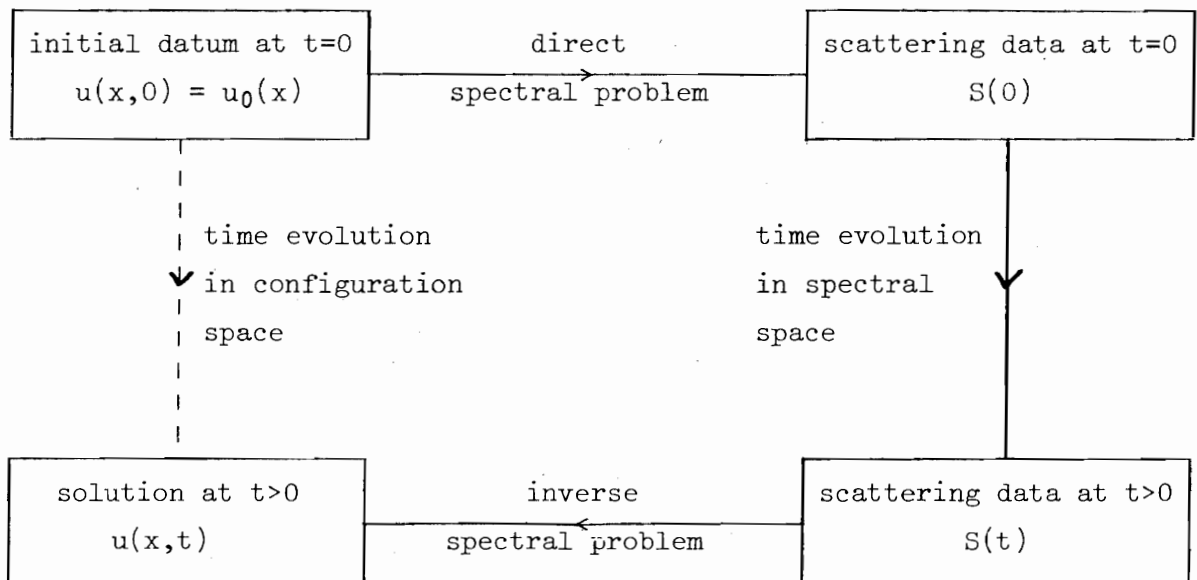 initial datum at t=0
u(x,0) = u₀(x)
direct
spectral problem
scattering data at t=0
S(0)
time evolution
in configuration
space
time evolution
in spectral
space
solution at t>0
u(x,t)
inverse
spectral problem
scattering data at t>0
S(t)